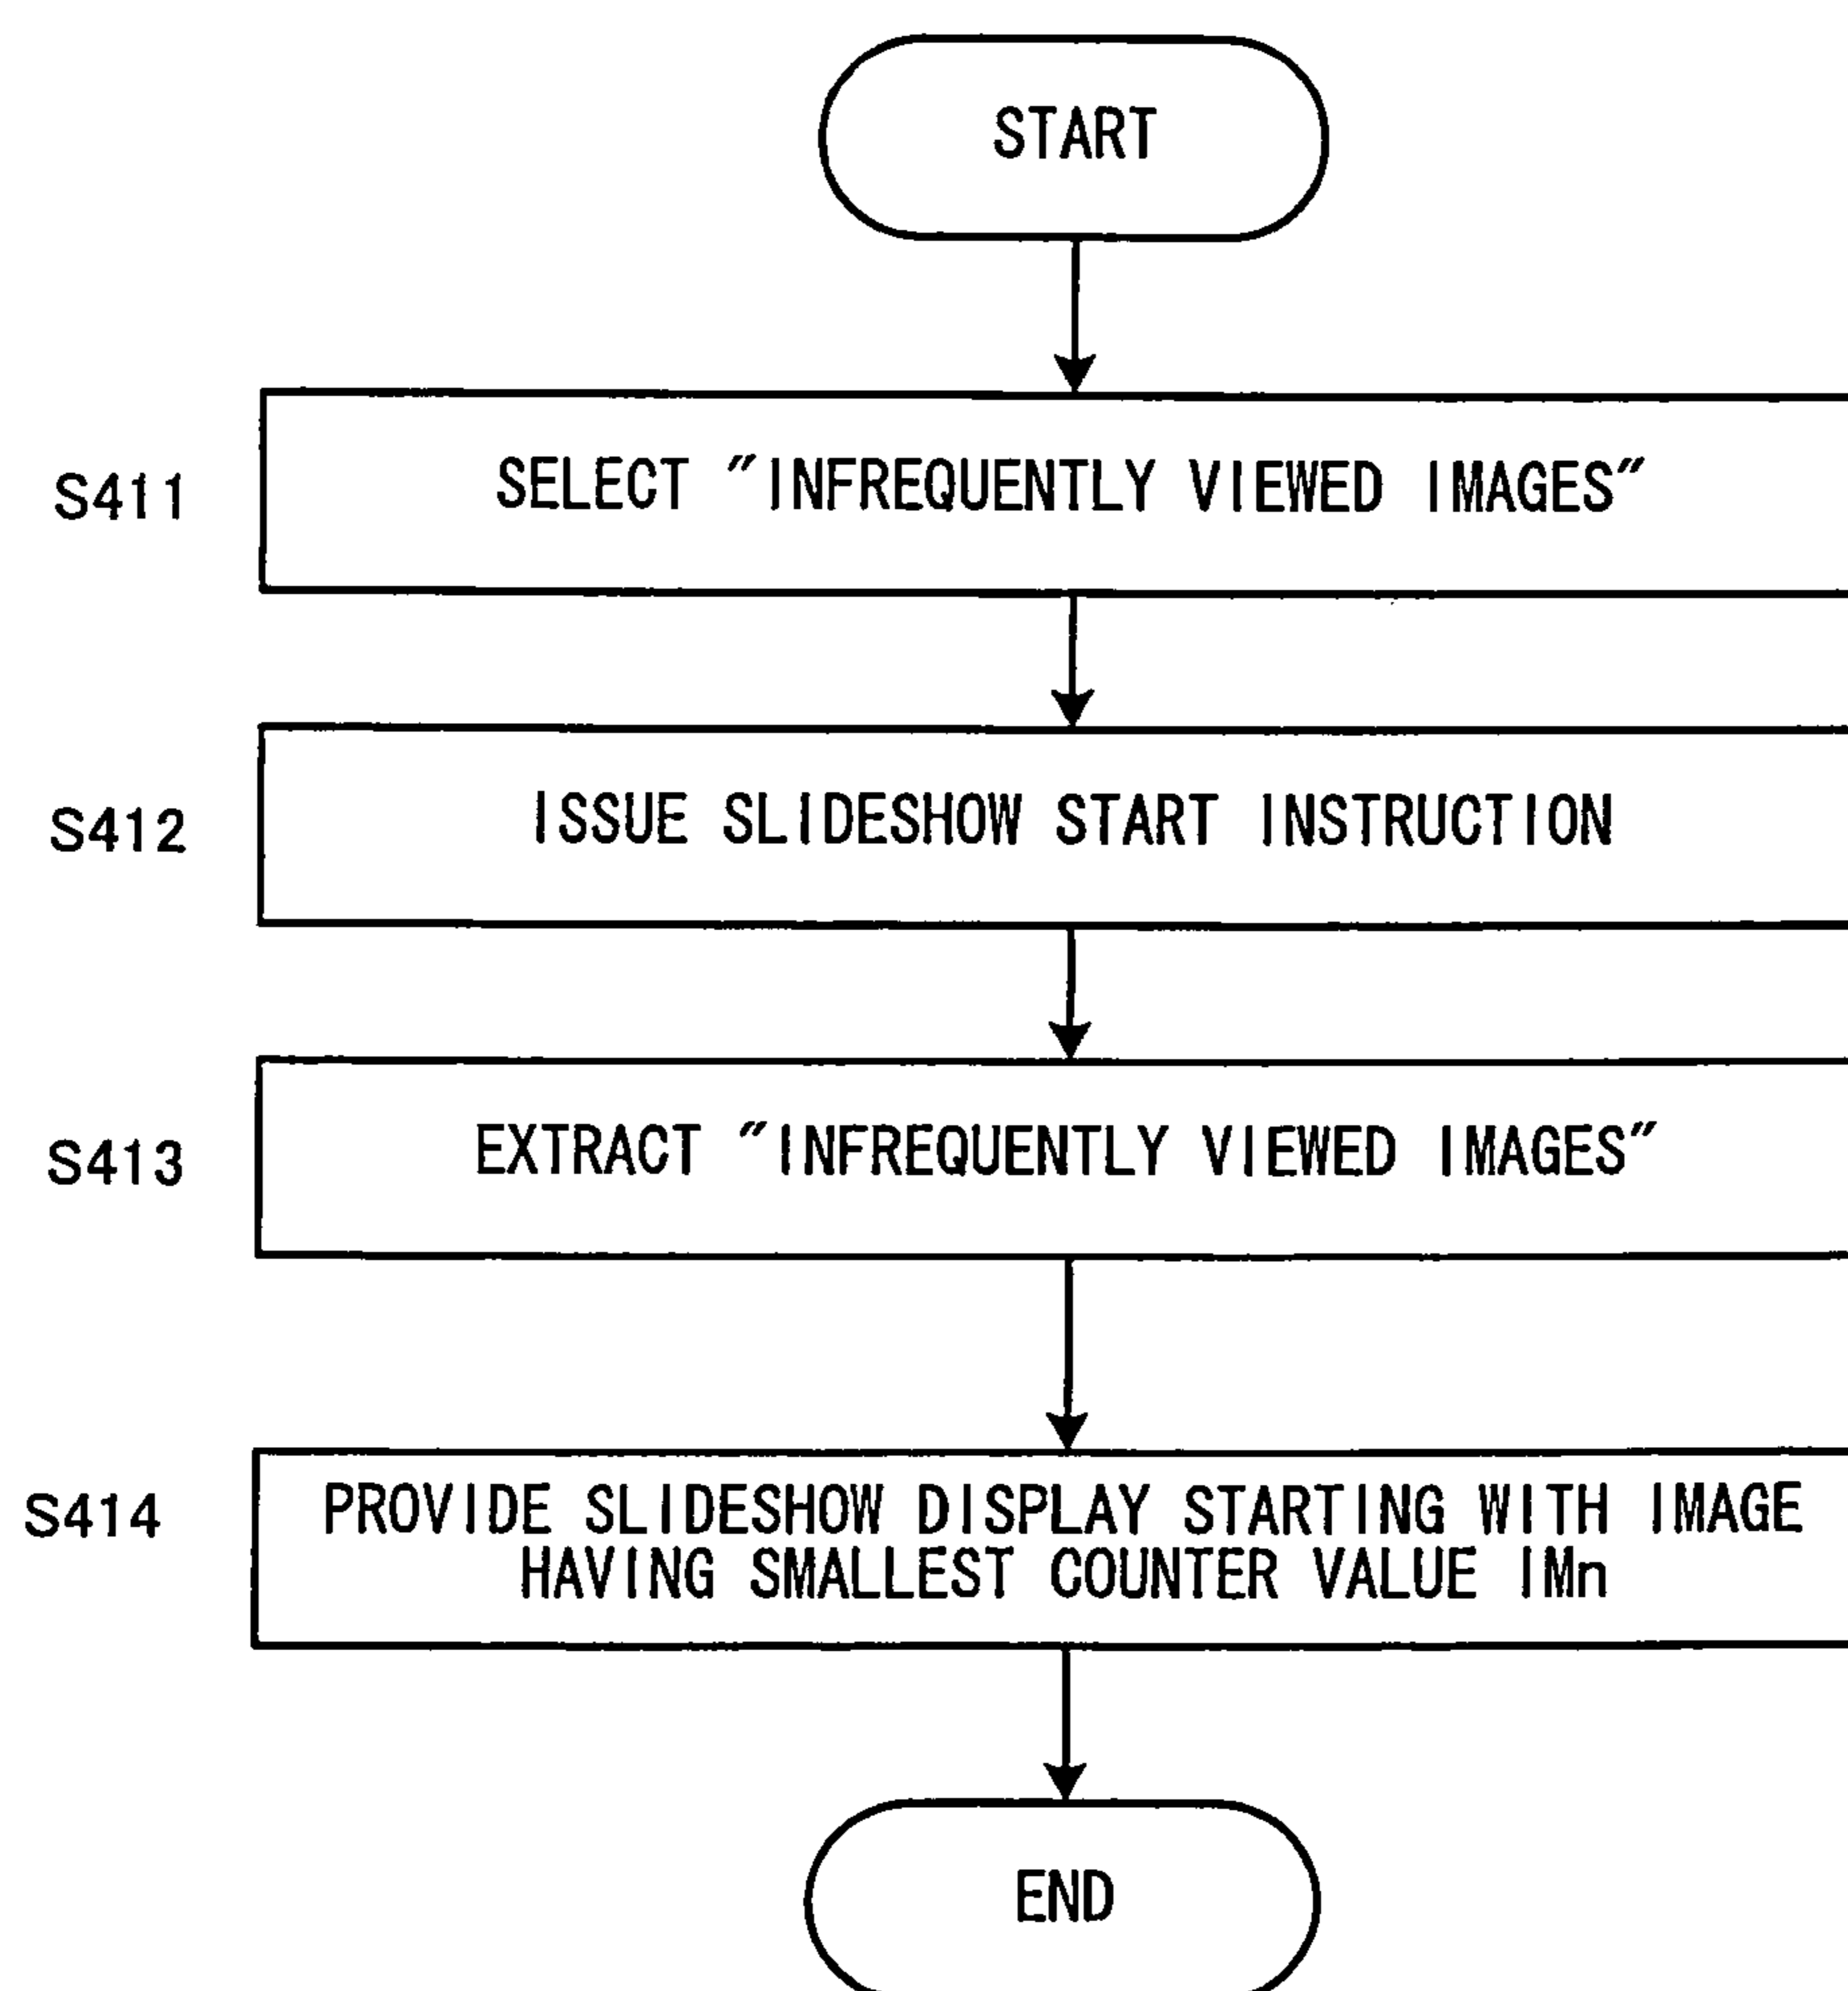 START
S411
SELECT "INFREQUENTLY VIEWED IMAGES"
S412
ISSUE SLIDESHOW START INSTRUCTION
S413
EXTRACT "INFREQUENTLY VIEWED IMAGES"
S414
PROVIDE SLIDESHOW DISPLAY STARTING WITH IMAGE
HAVING SMALLEST COUNTER VALUE IMn
END